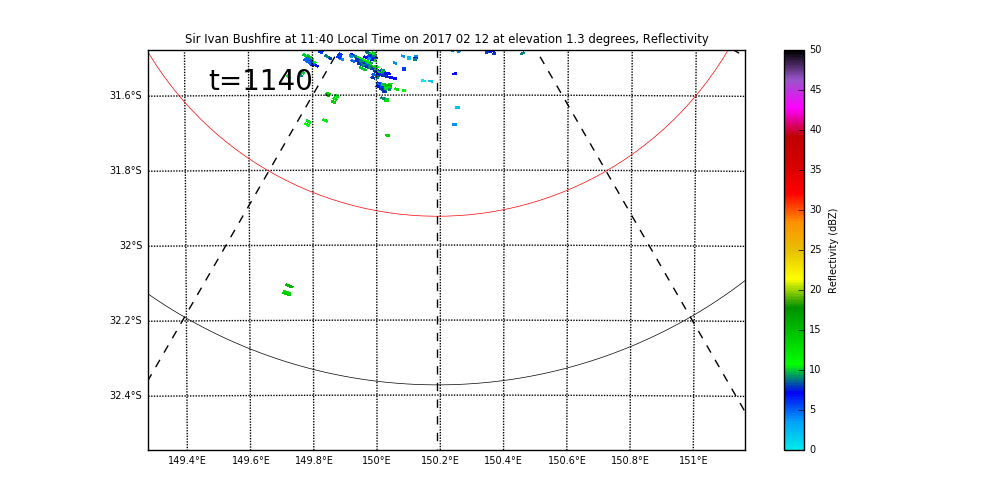 Sir Ivan Bushfire at 11:40 Local Time on 2017 02 12 at elevation 1.3 degrees, Reflectivity
t=1140
31.6°S
31.8°S
32°S
32.2°S
32.4°S
149.4°E 149.6°E 149.8°E 150°E 150.2°E 150.4°E 150.6°E 150.8°E 151°E
50
45
40
35
30
25
20
15
10
5
0
Reflectivity (dBZ)